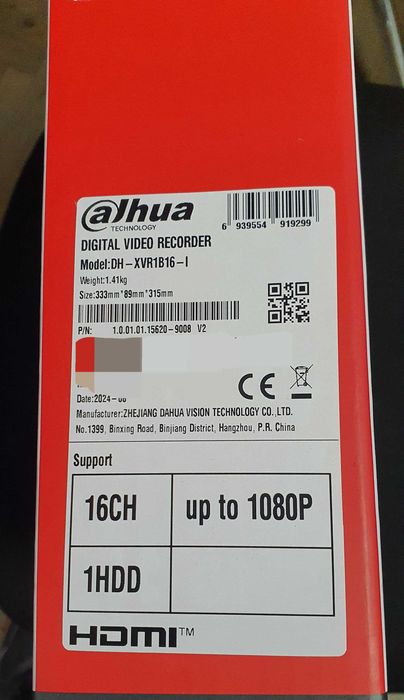 alhua
TECHNOLOGY
6 939554 919299
DIGITAL VIDEO RECORDER
Model:DH-XVR1B16-I
Weight:1.41kg
Size:333mm*89mm*315mm
P/N: 1.0.01.01.15620-9008 V2
CE
Date:2024-
Manufacturer:ZHEJIANG DAHUA VISION TECHNOLOGY CO.,LTD.
No.1399, Binxing Road, Binjiang District, Hangzhou, P.R. China
Support
16CH up to 1080P
1HDD
HDMI™